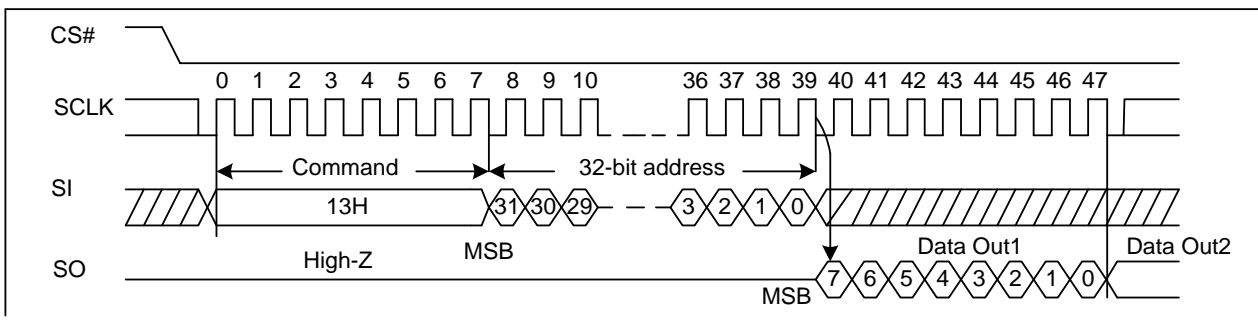 CS#
0 1 2 3 4 5 6 7 8 9 10 36 37 38 39 40 41 42 43 44 45 46 47
SCLK
Command 32-bit address
SI
13H 31 30 29 3 2 1 0
High-Z MSB Data Out1 Data Out2
SO
MSB 7 6 5 4 3 2 1 0